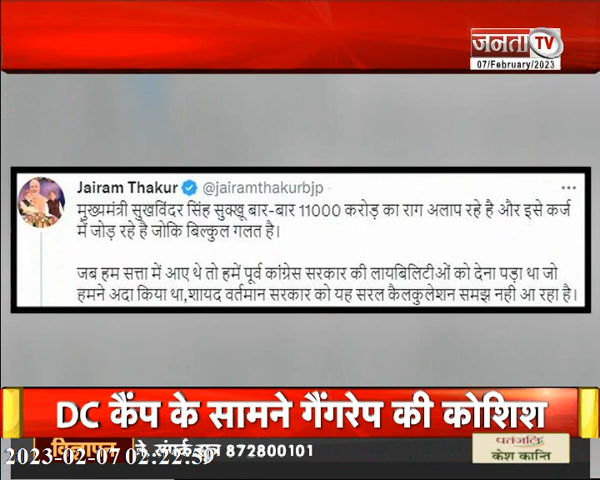 जनता TV
07/February/2023
Jairam Thakur @jairamthakurbjp
मुख्यमंत्री सुखविंदर सिंह सुक्खू बार-बार 11000 करोड़ का राग अलाप रहे है और इसे कर्ज
में जोड़ रहे है जोकि बिल्कुल गलत है।
जब हम सत्ता में आए थे तो हमें पूर्व कांग्रेस सरकार की लायबिलिटीओं को देना पड़ा था जो
हमने अदा किया था,शायद वर्तमान सरकार को यह सरल कैलकुलेशन समझ नही आ रहा है।
DC कैंप के सामने गैंगरेप की कोशिश
विज्ञापन 872800101
पतंजलि
केश कान्ति
2023-02-07 02:22:59